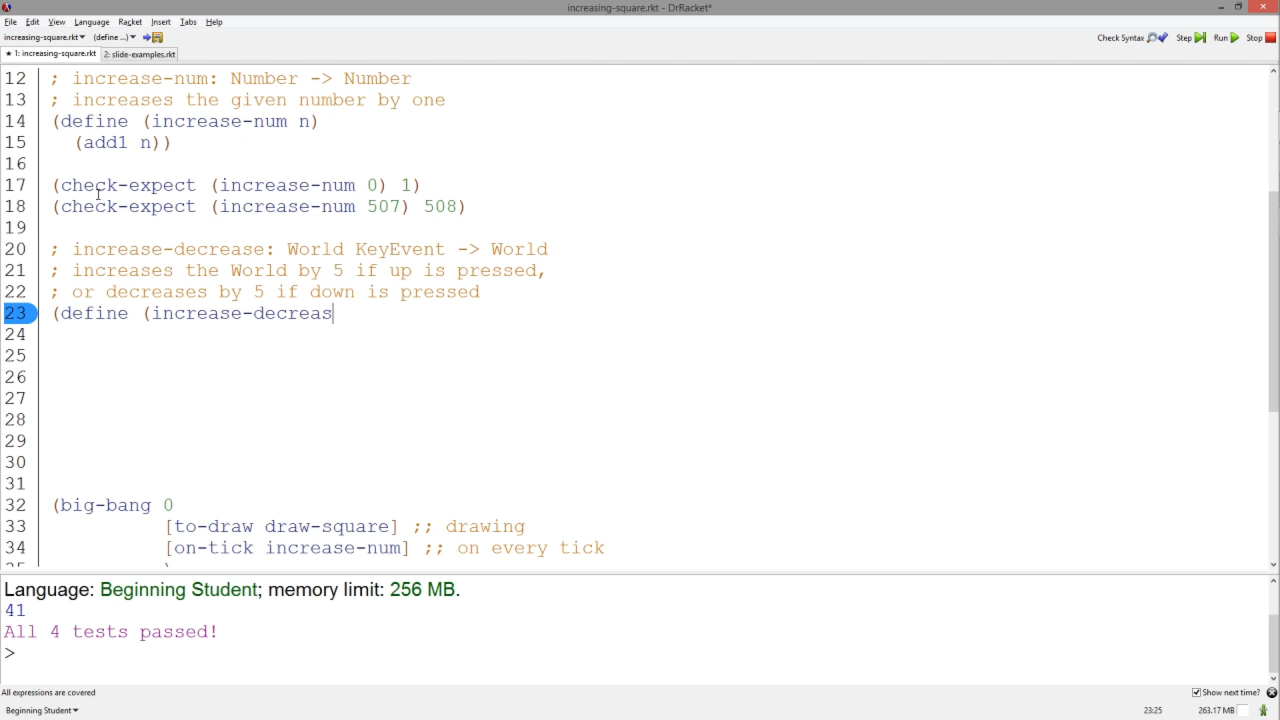 increasing-square.rkt - DrRacket*
File Edit View Language Racket Insert Tabs Help
increasing-square.rkt▾ (define ...)▾ Check Syntax Step Run Stop
★ 1: increasing-square.rkt 2: slide-examples.rkt
12 ; increase-num: Number -> Number
13 ; increases the given number by one
14 (define (increase-num n)
15 (add1 n))
16
17 (check-expect (increase-num 0) 1)
18 (check-expect (increase-num 507) 508)
19
20 ; increase-decrease: World KeyEvent -> World
21 ; increases the World by 5 if up is pressed,
22 ; or decreases by 5 if down is pressed
23 (define (increase-decreas
24
25
26
27
28
29
30
31
32 (big-bang 0
33 [to-draw draw-square] ;; drawing
34 [on-tick increase-num] ;; on every tick
35 )
Language: Beginning Student; memory limit: 256 MB.
41
All 4 tests passed!
>
All expressions are covered Show next time?
Beginning Student▾ 23:25 263.17 MB